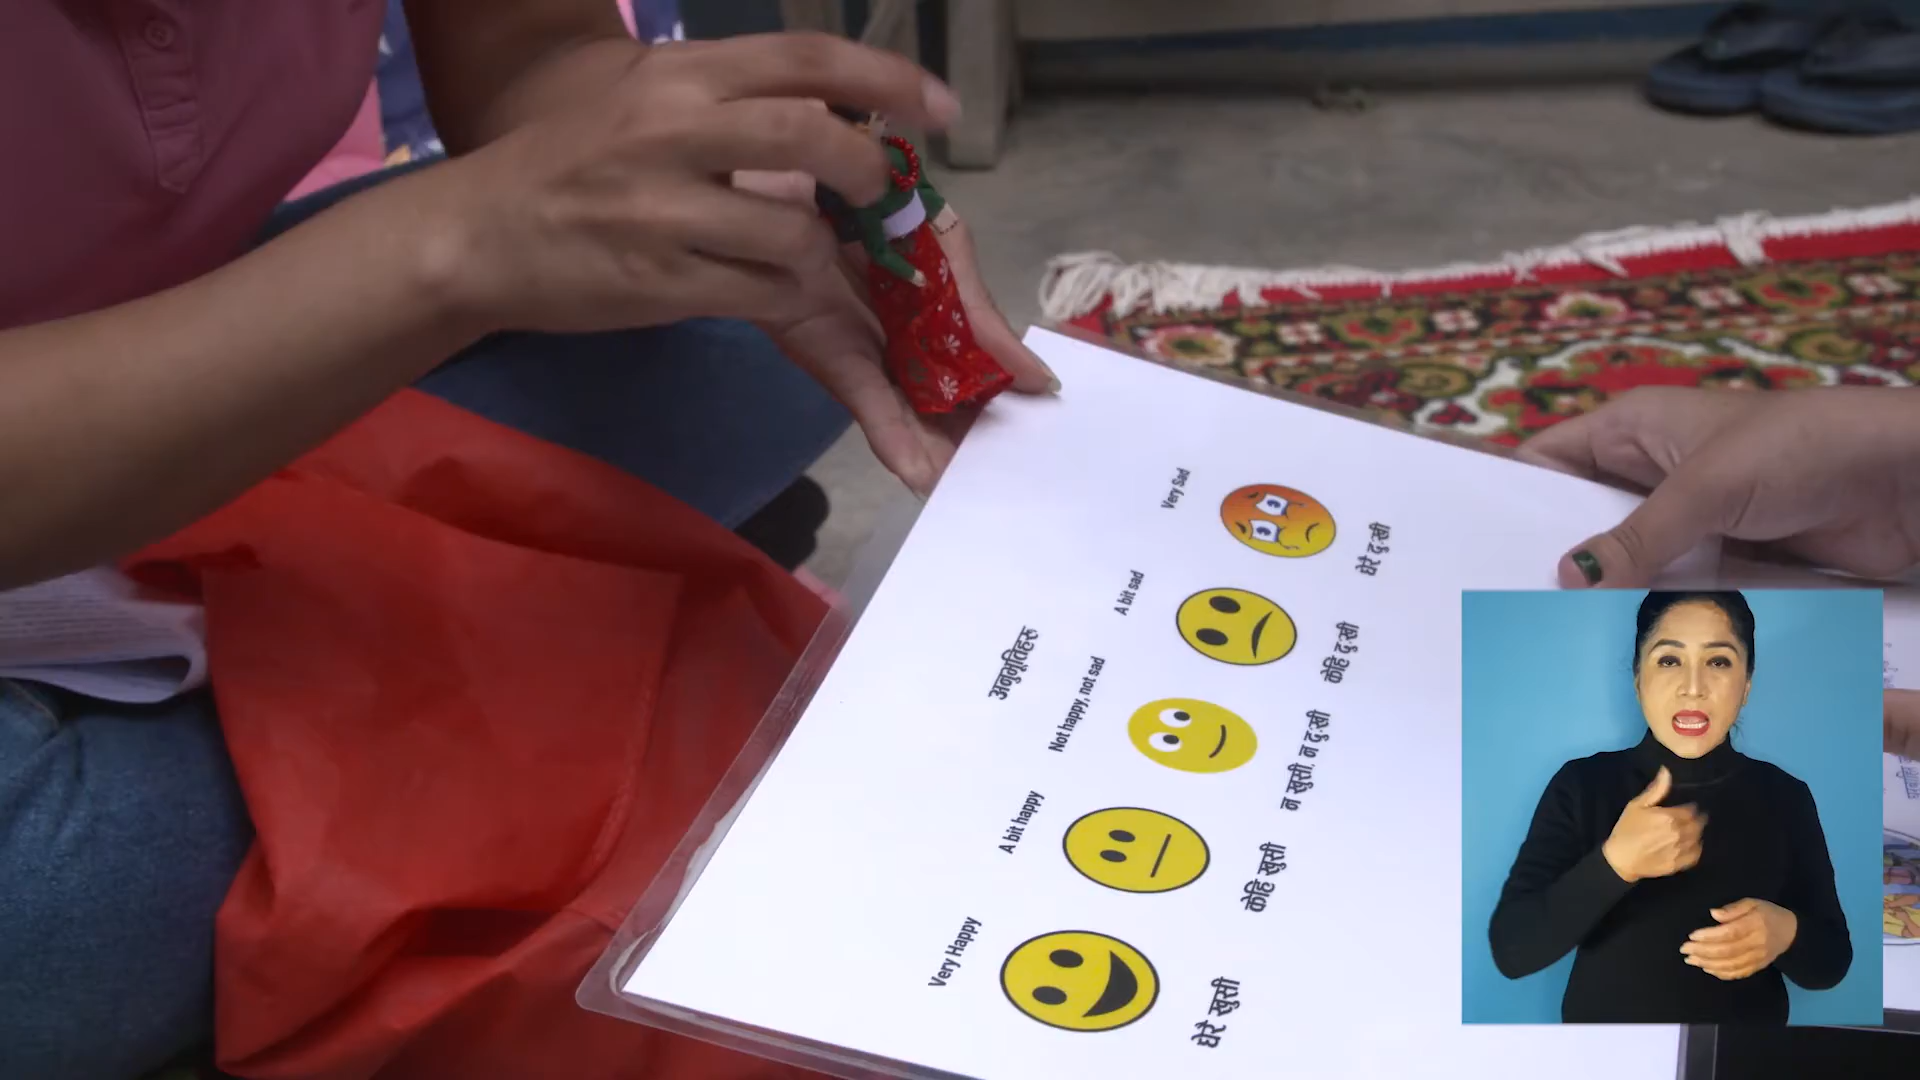 अनुभूतिहरु
Very Happy
A bit happy
Not happy, not sad
A bit sad
Very Sad
धेरै खुसी
केहि खुसी
न खुसी, न दुःखी
केहि दुःखी
धेरै दुःखी